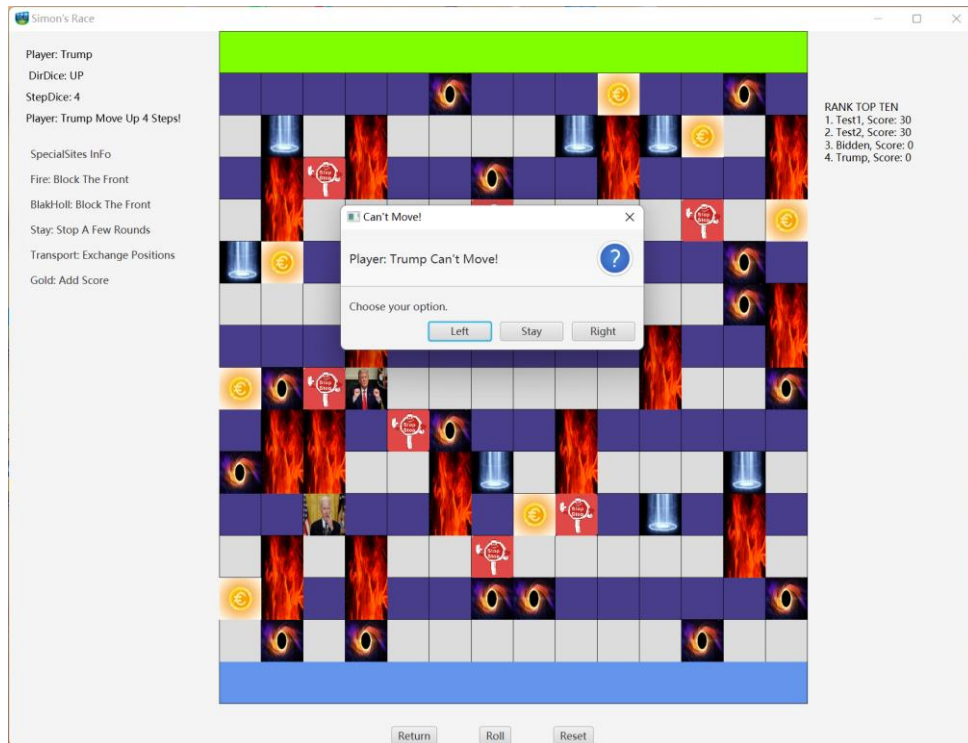 Simon's Race
Player: Trump
DirDice: UP
StepDice: 4
Player: Trump Move Up 4 Steps!
SpecialSites InFo
Fire: Block The Front
BlakHoll: Block The Front
Stay: Stop A Few Rounds
Transport: Exchange Positions
Gold: Add Score
RANK TOP TEN
1. Test1, Score: 30
2. Test2, Score: 30
3. Bidden, Score: 0
4. Trump, Score: 0
Can't Move!
Player: Trump Can't Move!
Choose your option.
Left
Stay
Right
Return
Roll
Reset